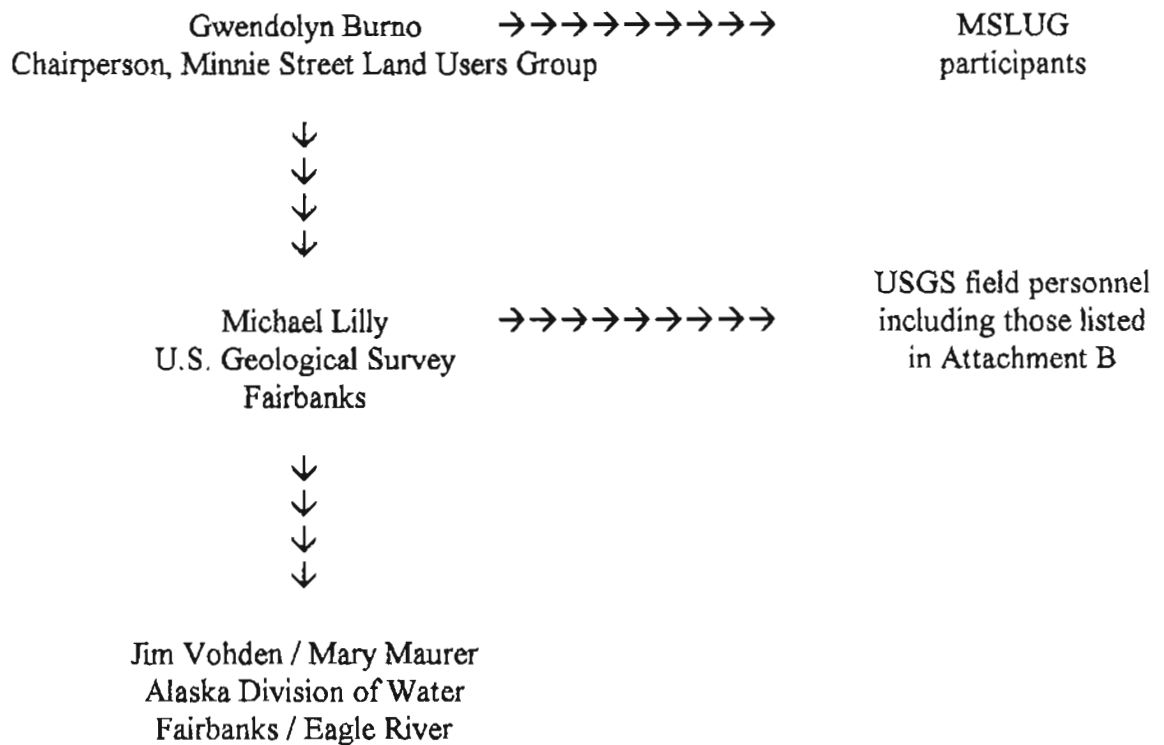 Gwendolyn Burno →→→→→→→→→ MSLUG
Chairperson, Minnie Street Land Users Group participants
↓
↓
↓
↓
USGS field personnel
Michael Lilly →→→→→→→→→ including those listed
U.S. Geological Survey in Attachment B
Fairbanks
↓
↓
↓
↓
Jim Vohden / Mary Maurer
Alaska Division of Water
Fairbanks / Eagle River